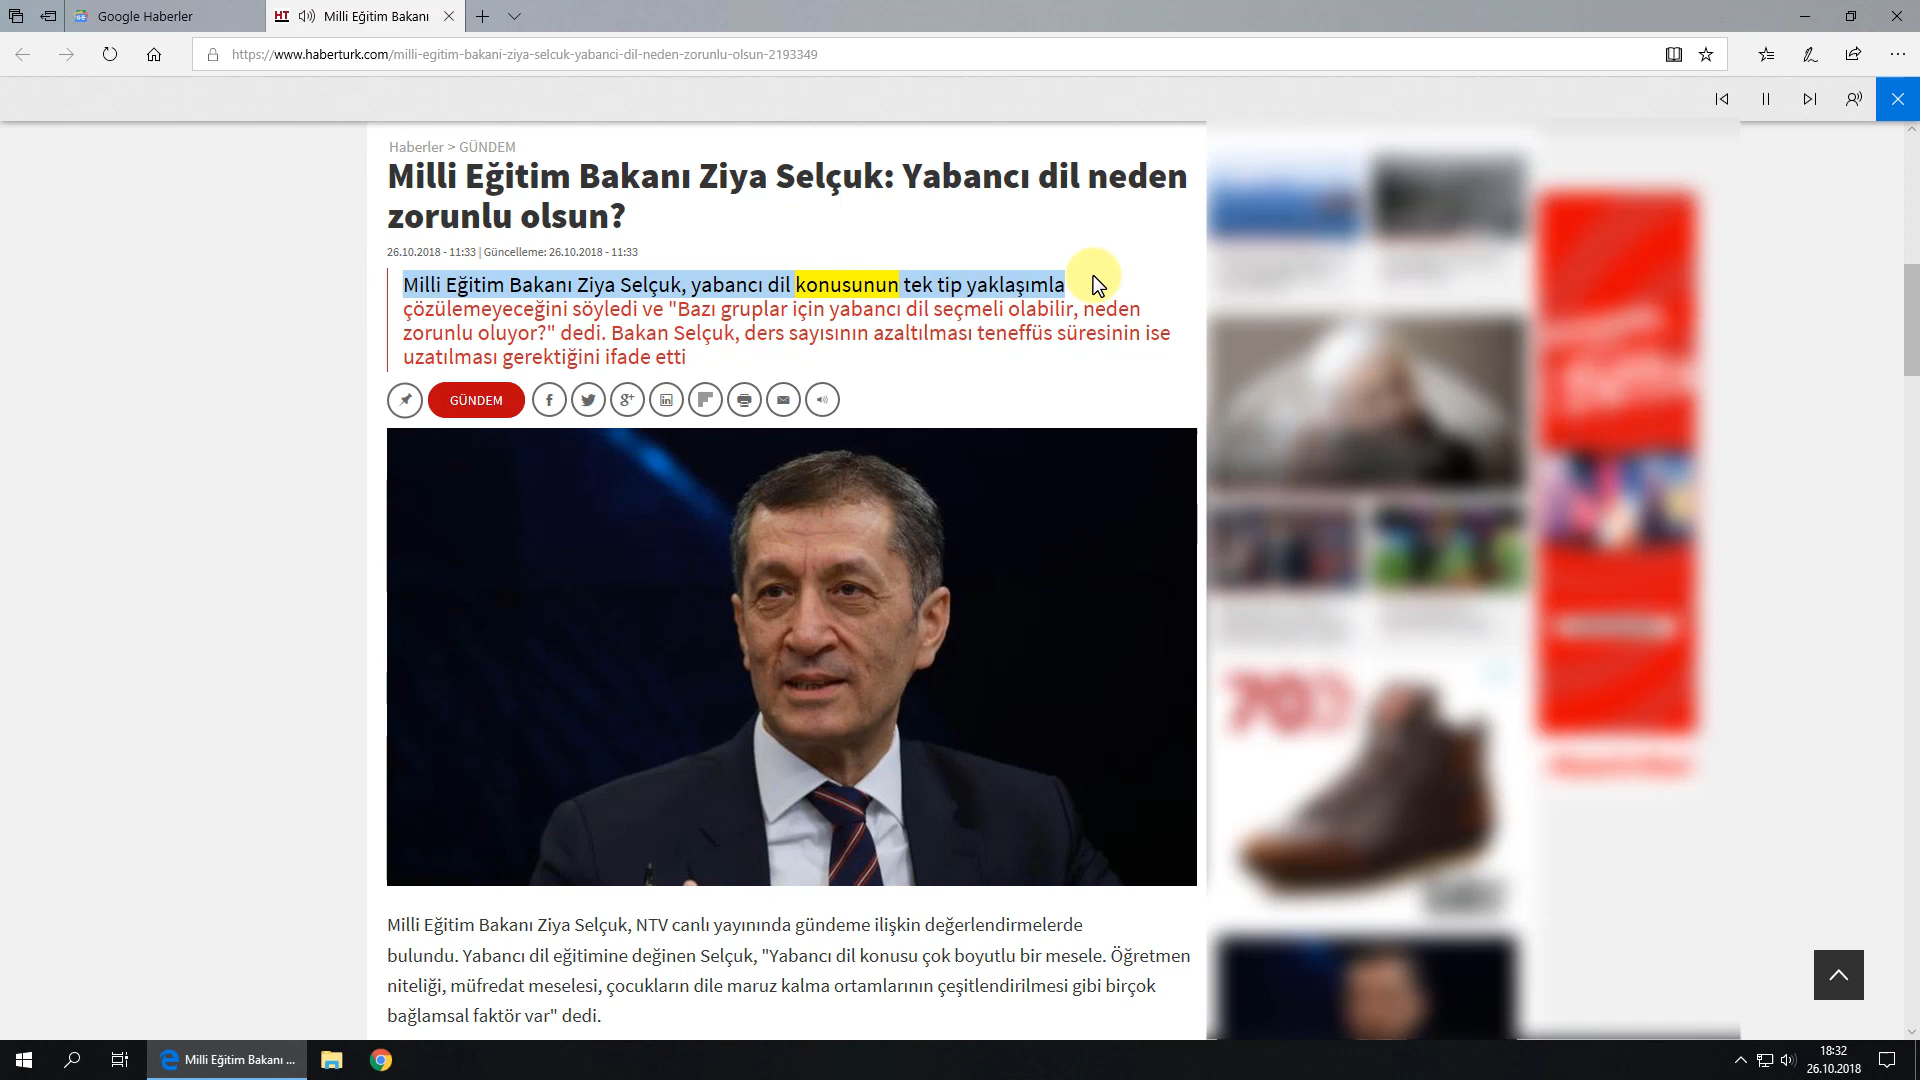 Google Haberler
HT Milli Eğitim Bakanı
https://www.haberturk.com/milli-egitim-bakani-ziya-selcuk-yabanci-dil-neden-zorunlu-olsun-2193349
Haberler > GÜNDEM
Milli Eğitim Bakanı Ziya Selçuk: Yabancı dil neden
zorunlu olsun?
26.10.2018 - 11:33 | Güncelleme: 26.10.2018 - 11:33
Milli Eğitim Bakanı Ziya Selçuk, yabancı dil konusunun tek tip yaklaşımla
çözülemeyeceğini söyledi ve "Bazı gruplar için yabancı dil seçmeli olabilir, neden
zorunlu oluyor?" dedi. Bakan Selçuk, ders sayısının azaltılması teneffüs süresinin ise
uzatılması gerektiğini ifade etti
GÜNDEM
Milli Eğitim Bakanı Ziya Selçuk, NTV canlı yayınında gündeme ilişkin değerlendirmelerde
bulundu. Yabancı dil eğitimine değinen Selçuk, "Yabancı dil konusu çok boyutlu bir mesele. Öğretmen
niteliği, müfredat meselesi, çocukların dile maruz kalma ortamlarının çeşitlendirilmesi gibi birçok
bağlamsal faktör var" dedi.
Milli Eğitim Bakanı ...
18:32
26.10.2018